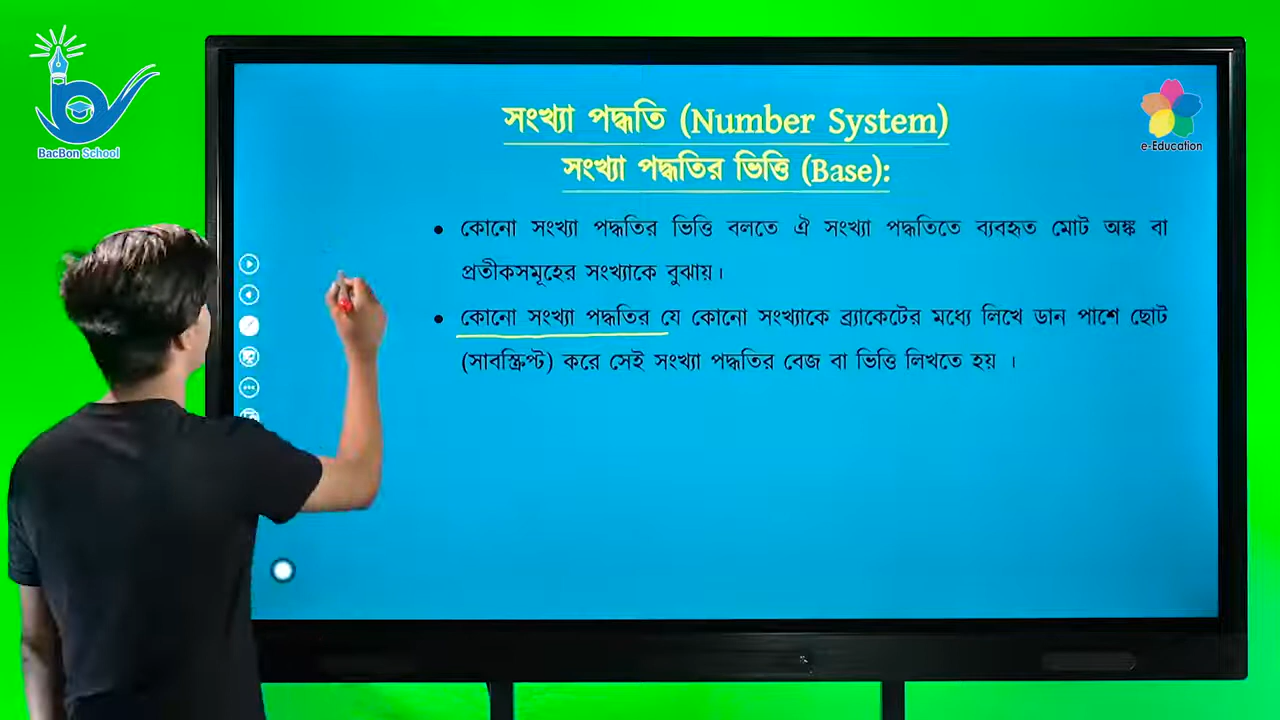 BacBon School
সংখ্যা পদ্ধতি (Number System)
e-Education
সংখ্যা পদ্ধতির ভিত্তি (Base):
• কোনো সংখ্যা পদ্ধতির ভিত্তি বলতে ঐ সংখ্যা পদ্ধতিতে ব্যবহৃত মোট অঙ্ক বা
প্রতীকসমূহের সংখ্যাকে বুঝায়।
• কোনো সংখ্যা পদ্ধতির যে কোনো সংখ্যাকে ব্র্যাকেটের মধ্যে লিখে ডান পাশে ছোট
(সাবস্ক্রিপ্ট) করে সেই সংখ্যা পদ্ধতির বেজ বা ভিত্তি লিখতে হয় ।